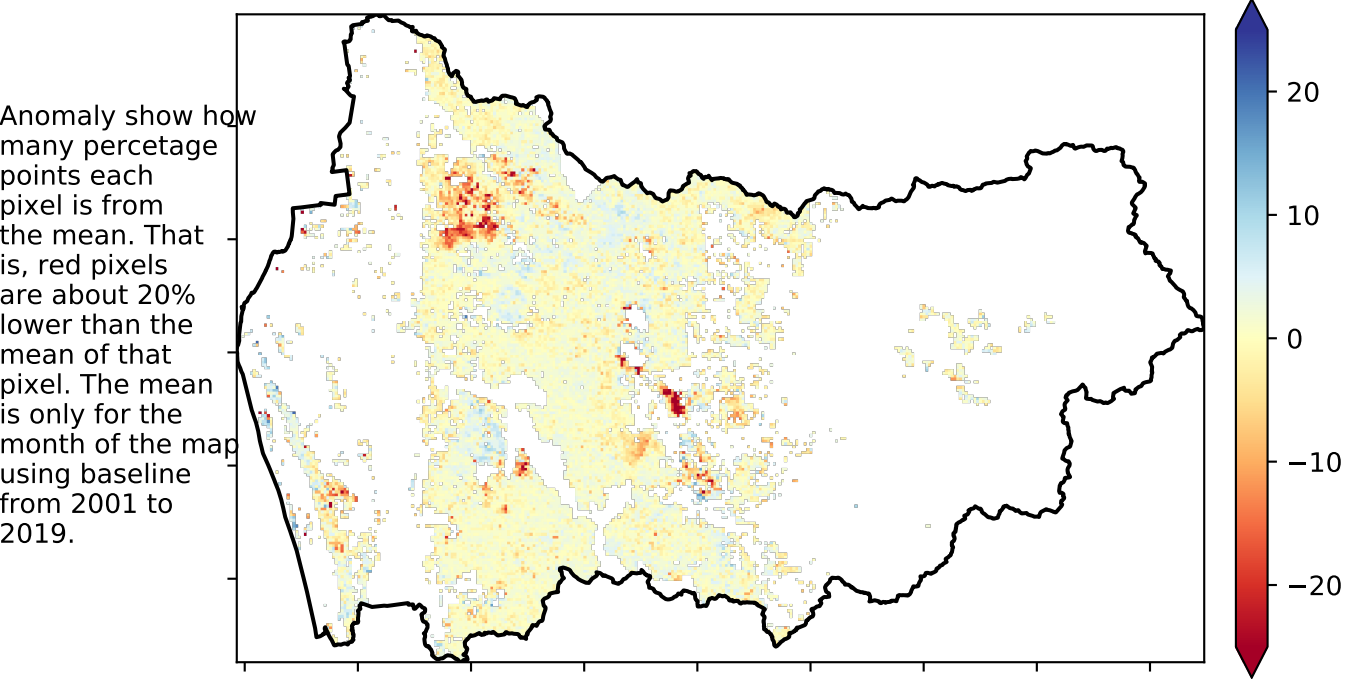 Anomaly show how
many percetage
points each
pixel is from
the mean. That
is, red pixels
are about 20%
lower than the
mean of that
pixel. The mean
is only for the
month of the map
using baseline
from 2001 to
2019.
20
10
0
−10
−20